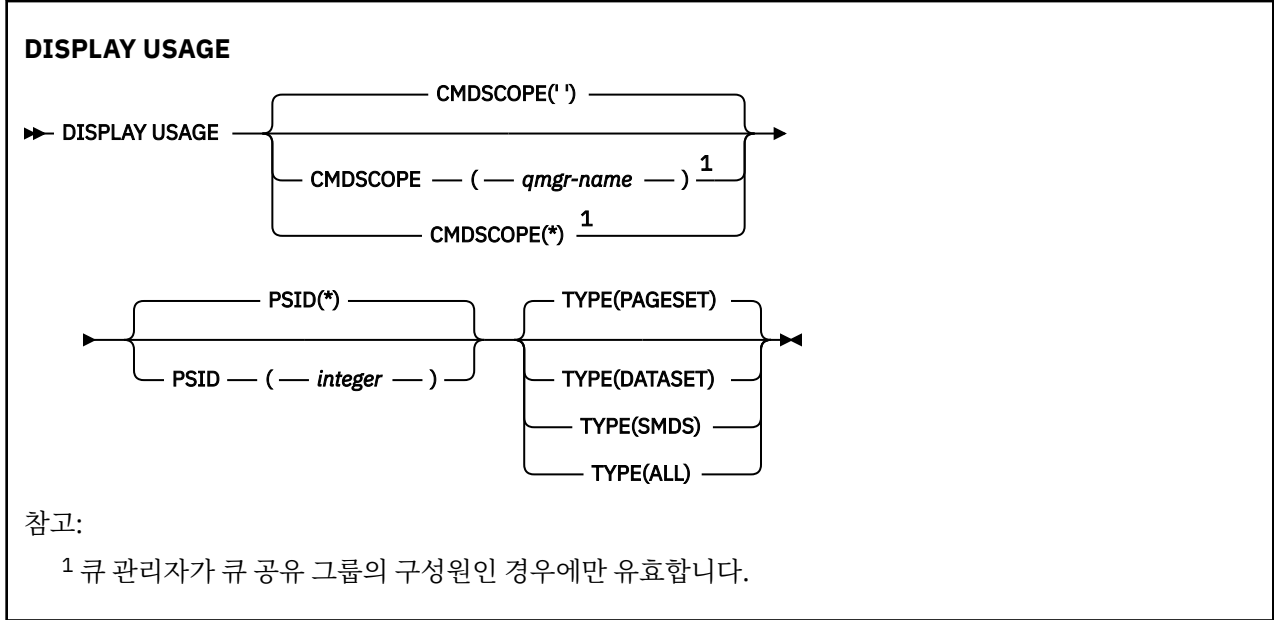 DISPLAY USAGE
CMDSCOPE(' ')
DISPLAY USAGE
CMDSCOPE ( qmgr-name ) 1
CMDSCOPE(*) 1
PSID(*)
TYPE(PAGESET)
PSID ( integer )
TYPE(DATASET)
TYPE(SMDS)
TYPE(ALL)
참고:
1 큐 관리자가 큐 공유 그룹의 구성원인 경우에만 유효합니다.